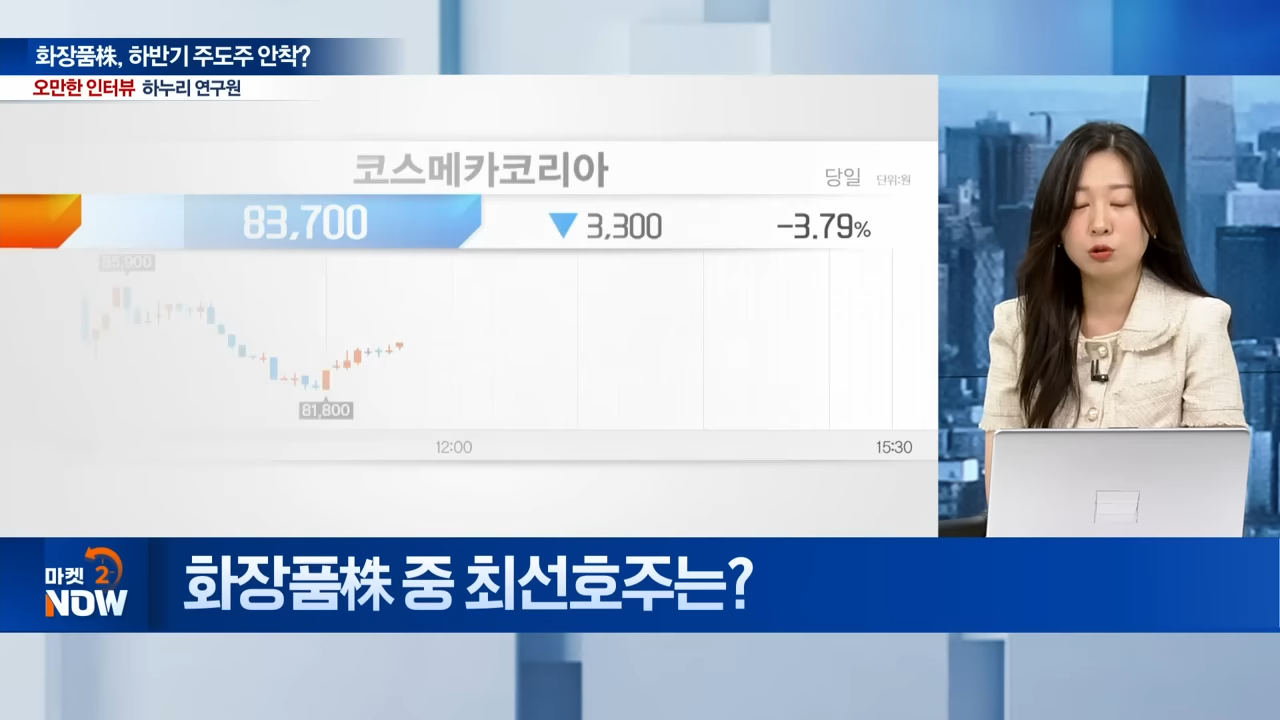 화장품株, 하반기 주도주 안착?
오만한 인터뷰 하누리 연구원
코스메카코리아
당일 단위:원
83,700 ▼ 3,300 -3.79%
85,900
81,800
12:00 15:30
마켓 2
NOW
화장품株 중 최선호주는?